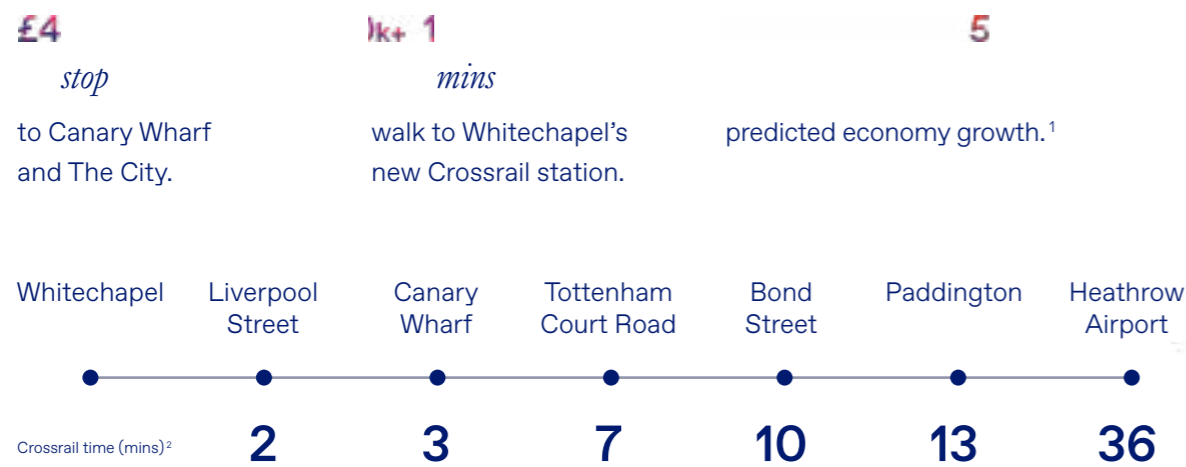 £4
k+ 1
5
stop
mins
to Canary Wharf
and The City.
walk to Whitechapel’s
new Crossrail station.
predicted economy growth.¹
Whitechapel
Liverpool
Street
Canary
Wharf
Tottenham
Court Road
Bond
Street
Paddington
Heathrow
Airport
Crossrail time (mins)² 2 3 7 10 13 36